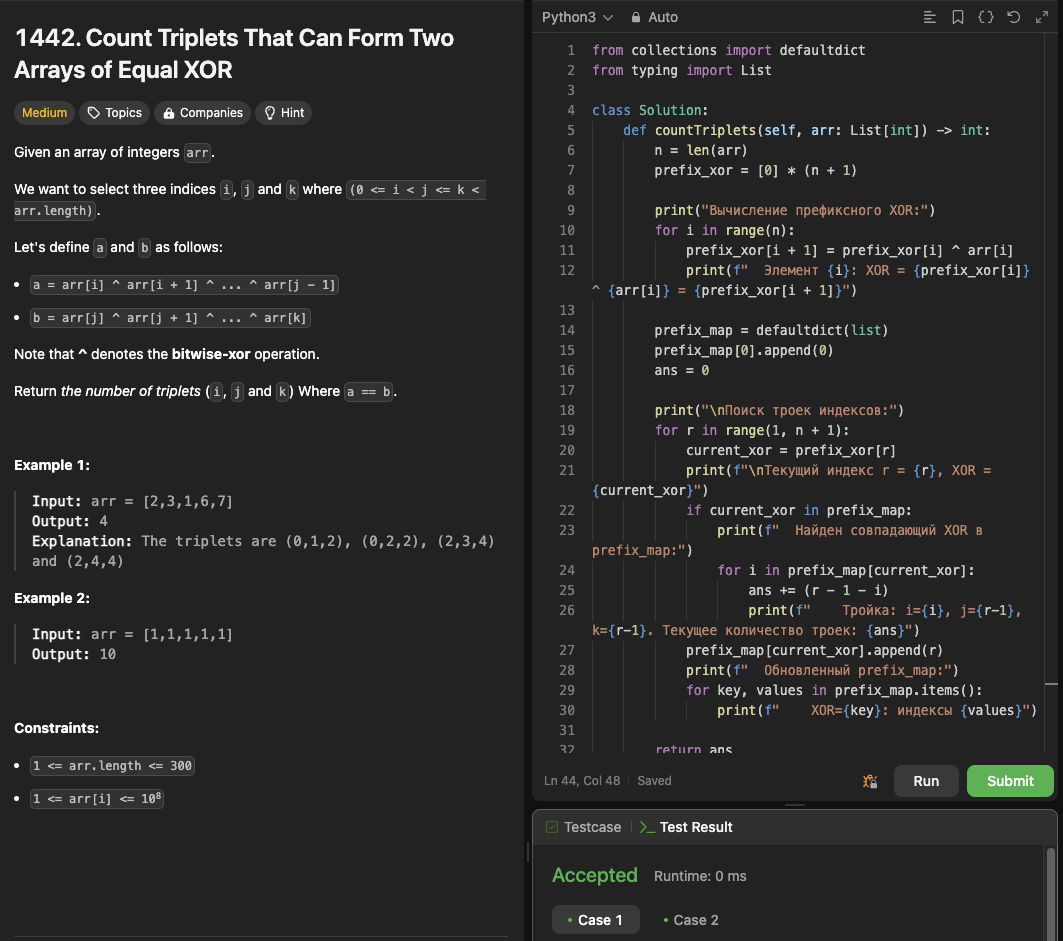 1442. Count Triplets That Can Form Two
Arrays of Equal XOR
Medium Topics Companies Hint
Given an array of integers arr.
We want to select three indices i, j and k where (0 <= i < j <= k <
arr.length).
Let's define a and b as follows:
• a = arr[i] ^ arr[i + 1] ^ ... ^ arr[j - 1]
• b = arr[j] ^ arr[j + 1] ^ ... ^ arr[k]
Note that ^ denotes the bitwise-xor operation.
Return the number of triplets (i, j and k) Where a == b.
Example 1:
Input: arr = [2,3,1,6,7]
Output: 4
Explanation: The triplets are (0,1,2), (0,2,2), (2,3,4)
and (2,4,4)
Example 2:
Input: arr = [1,1,1,1,1]
Output: 10
Constraints:
• 1 <= arr.length <= 300
• 1 <= arr[i] <= 10⁸
Python3 Auto
1 from collections import defaultdict
2 from typing import List
3
4 class Solution:
5 def countTriplets(self, arr: List[int]) -> int:
6 n = len(arr)
7 prefix_xor = [0] * (n + 1)
8
9 print("Вычисление префиксного XOR:")
10 for i in range(n):
11 prefix_xor[i + 1] = prefix_xor[i] ^ arr[i]
12 print(f"  Элемент {i}: XOR = {prefix_xor[i]}
^ {arr[i]} = {prefix_xor[i + 1]}")
13
14 prefix_map = defaultdict(list)
15 prefix_map[0].append(0)
16 ans = 0
17
18 print("\nПоиск троек индексов:")
19 for r in range(1, n + 1):
20 current_xor = prefix_xor[r]
21 print(f"\nТекущий индекс r = {r}, XOR =
{current_xor}")
22 if current_xor in prefix_map:
23 print(f"  Найден совпадающий XOR в
prefix_map:")
24 for i in prefix_map[current_xor]:
25 ans += (r - 1 - i)
26 print(f"    Тройка: i={i}, j={r-1},
k={r-1}. Текущее количество троек: {ans}")
27 prefix_map[current_xor].append(r)
28 print(f"  Обновленный prefix_map:")
29 for key, values in prefix_map.items():
30 print(f"    XOR={key}: индексы {values}")
31
32 return ans
Ln 44, Col 48 Saved Run Submit
Testcase Test Result
Accepted Runtime: 0 ms
• Case 1 • Case 2